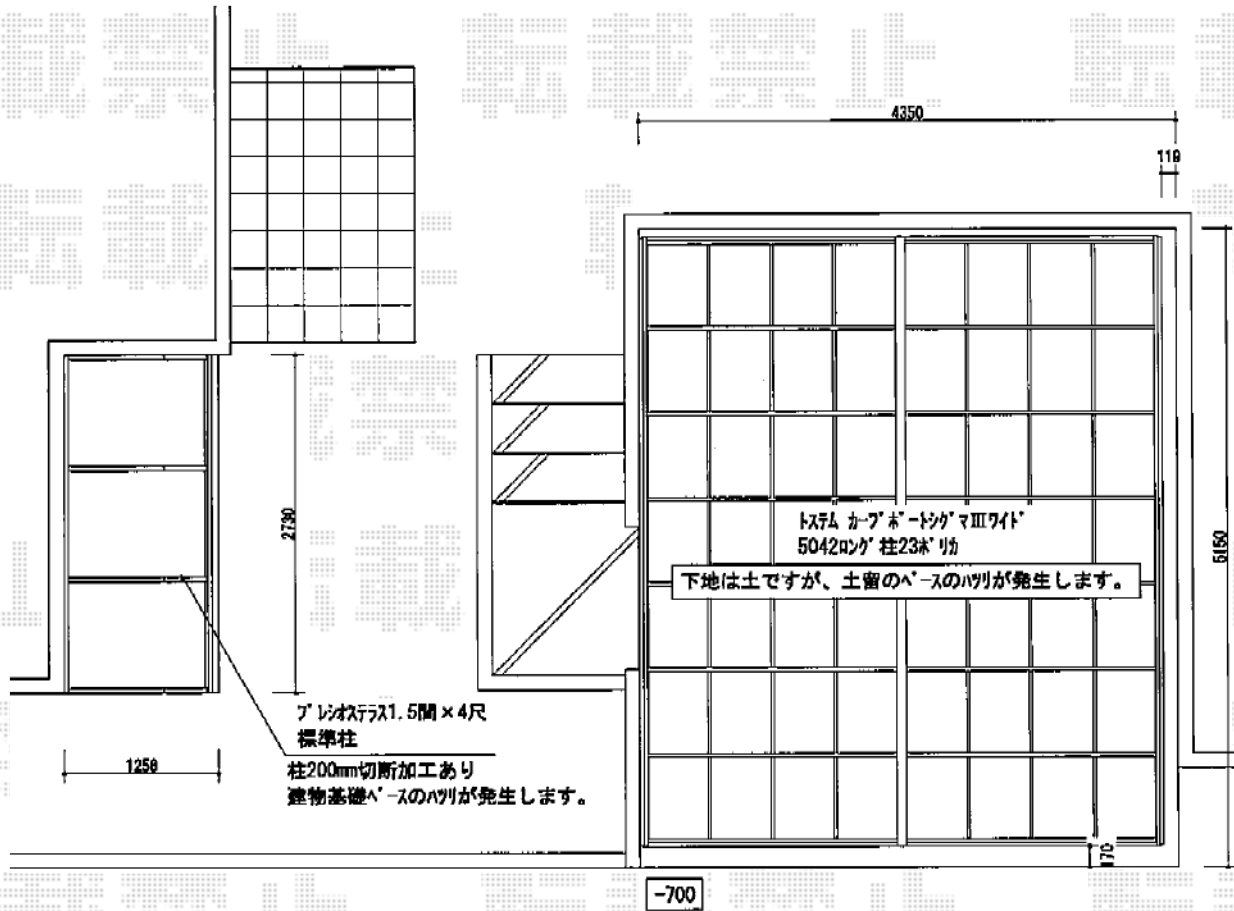 転載禁止
4350
119
トステム カーブポートシグマIIIワイド
5042ロング 柱23ポリカ
下地は土ですが、土留のベースのハツリが発生します。
5150
2730
プレシオステラス1.5間×4尺
標準柱
柱200mm切断加工あり
建物基礎ベースのハツリが発生します。
1258
170
-700